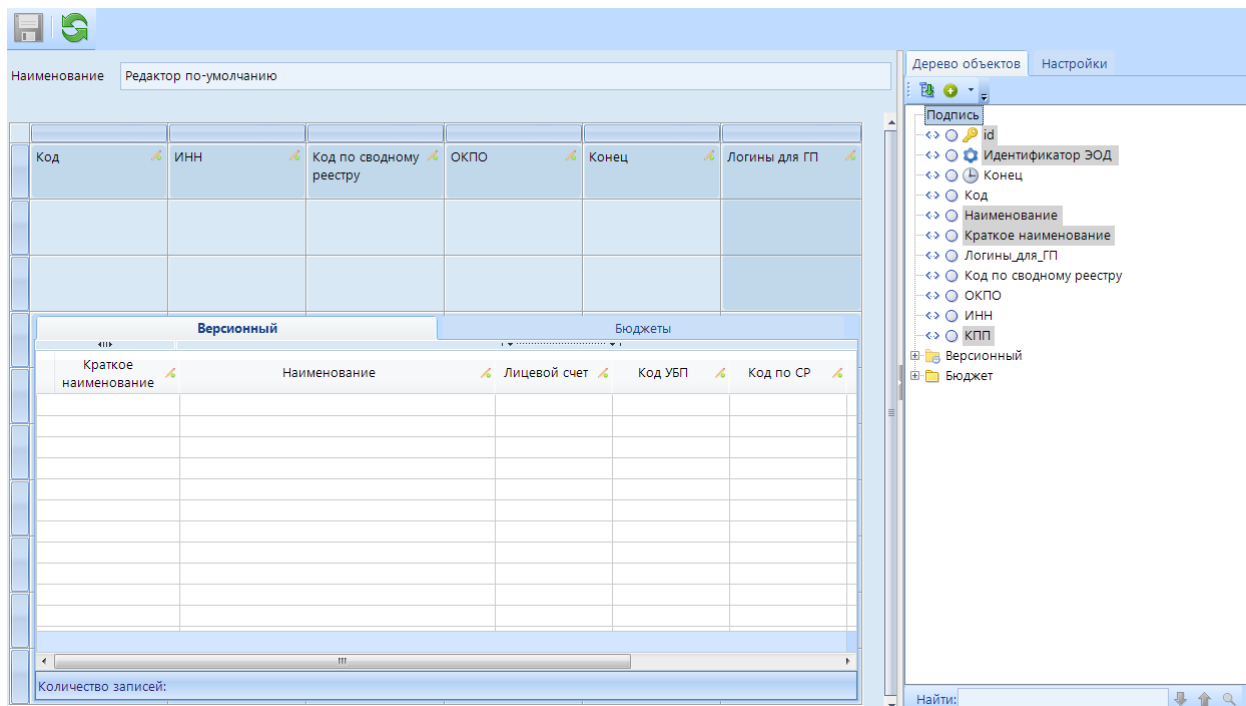 Наименование Редактор по-умолчанию
Код ИНН Код по сводному реестру ОКПО Конец Логины для ГП
Версионный Бюджеты
Краткое наименование Наименование Лицевой счет Код УБП Код по СР
Количество записей:
Дерево объектов Настройки
Подпись
id
Идентификатор ЭОД
Конец
Код
Наименование
Краткое наименование
Логины_для_ГП
Код по сводному реестру
ОКПО
ИНН
КПП
Версионный
Бюджет
Найти: